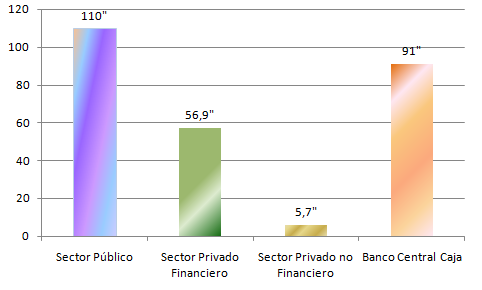 120
100
80
60
40
20
0
110"
56,9"
5,7"
91"
Sector Público
Sector Privado
Financiero
Sector Privado no
Financiero
Banco Central Caja